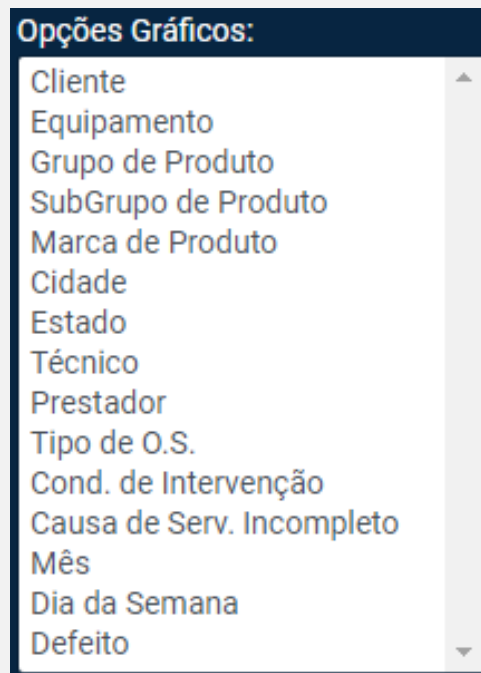 Opções Gráficos:
Cliente
Equipamento
Grupo de Produto
SubGrupo de Produto
Marca de Produto
Cidade
Estado
Técnico
Prestador
Tipo de O.S.
Cond. de Intervenção
Causa de Serv. Incompleto
Mês
Dia da Semana
Defeito